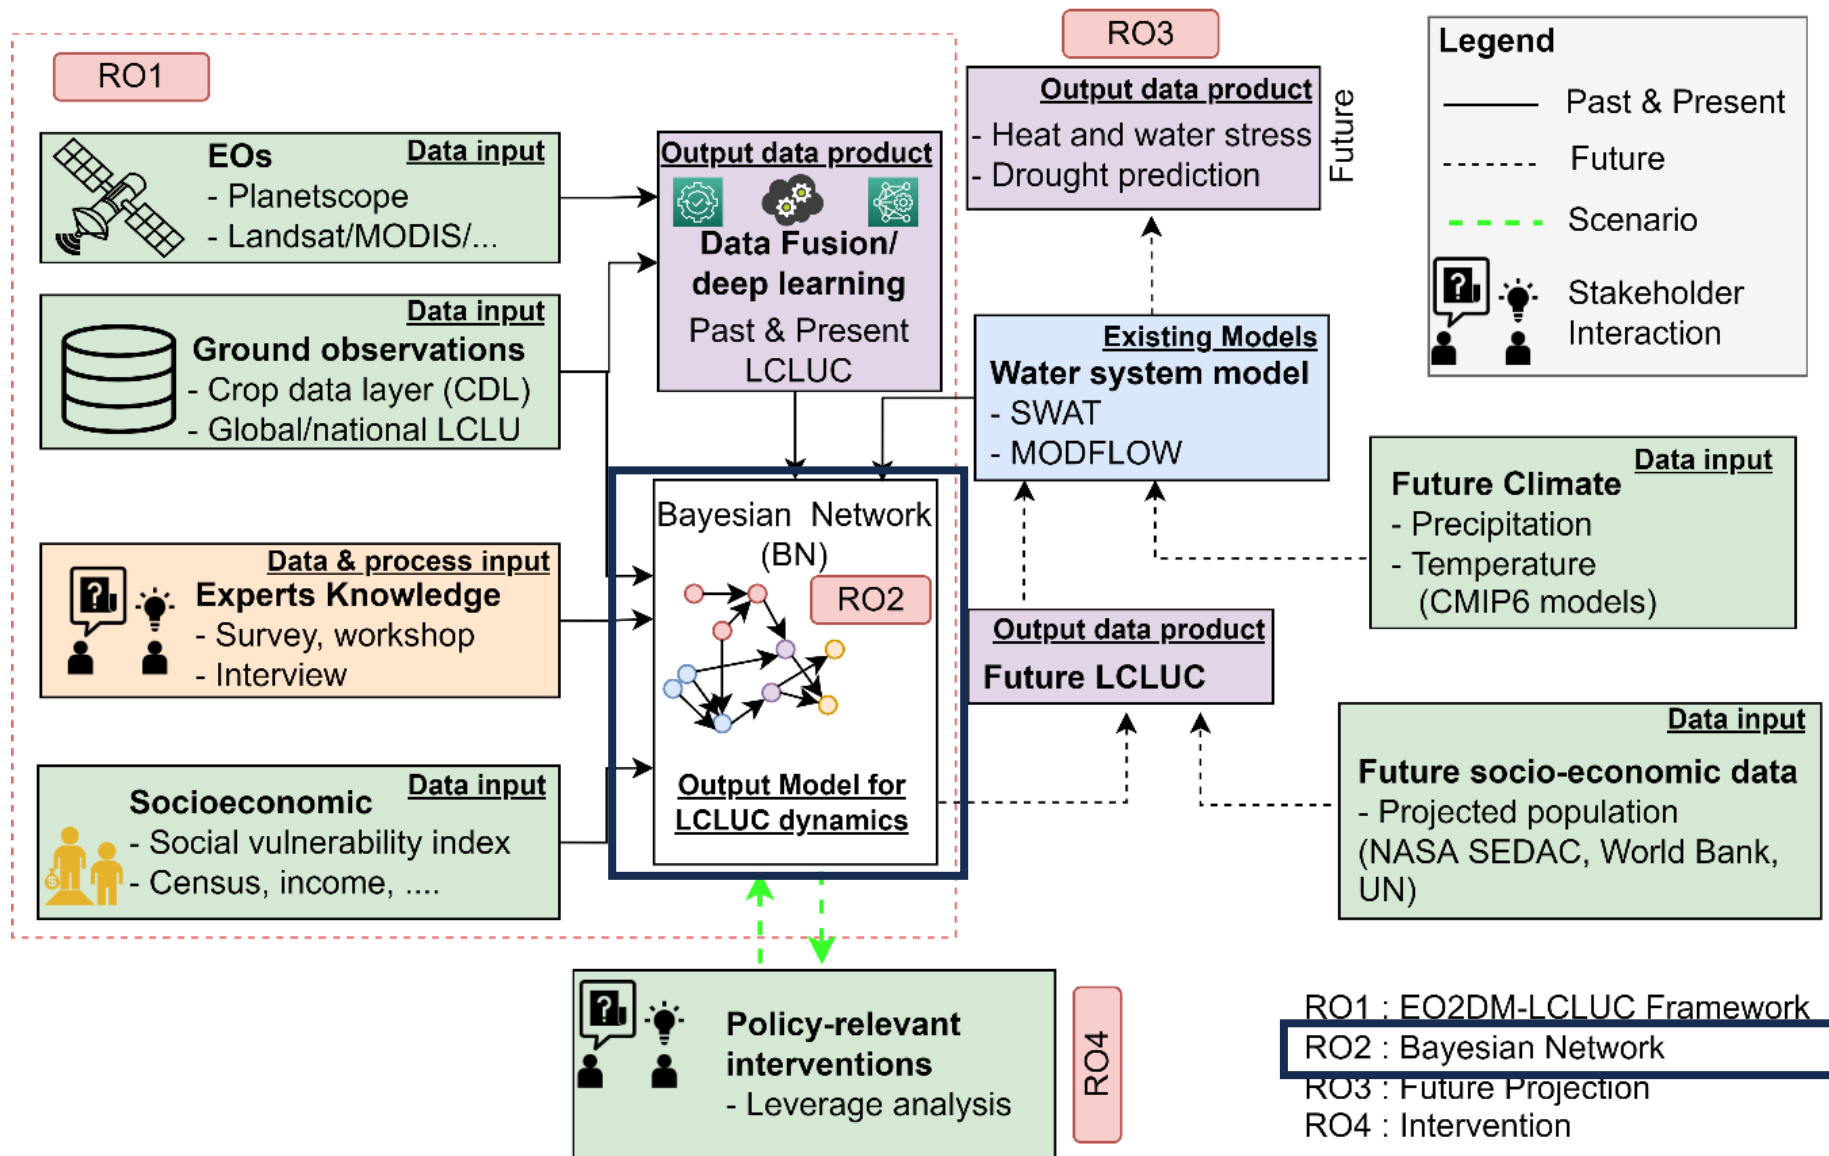 RO1
EOs
Data input
- Planetscope
- Landsat/MODIS/...
Data input
Ground observations
- Crop data layer (CDL)
- Global/national LCLU
Data & process input
Experts Knowledge
- Survey, workshop
- Interview
Data input
Socioeconomic
- Social vulnerability index
- Census, income, ....
Output data product
Data Fusion/
deep learning
Past & Present
LCLUC
Bayesian Network
(BN)
RO2
Output Model for
LCLUC dynamics
Policy-relevant
interventions
- Leverage analysis
RO4
RO3
Output data product
- Heat and water stress
- Drought prediction
Future
Existing Models
Water system model
- SWAT
- MODFLOW
Output data product
Future LCLUC
Data input
Future Climate
- Precipitation
- Temperature
(CMIP6 models)
Data input
Future socio-economic data
- Projected population
(NASA SEDAC, World Bank,
UN)
Legend
Past & Present
Future
Scenario
Stakeholder
Interaction
RO1 : EO2DM-LCLUC Framework
RO2 : Bayesian Network
RO3 : Future Projection
RO4 : Intervention